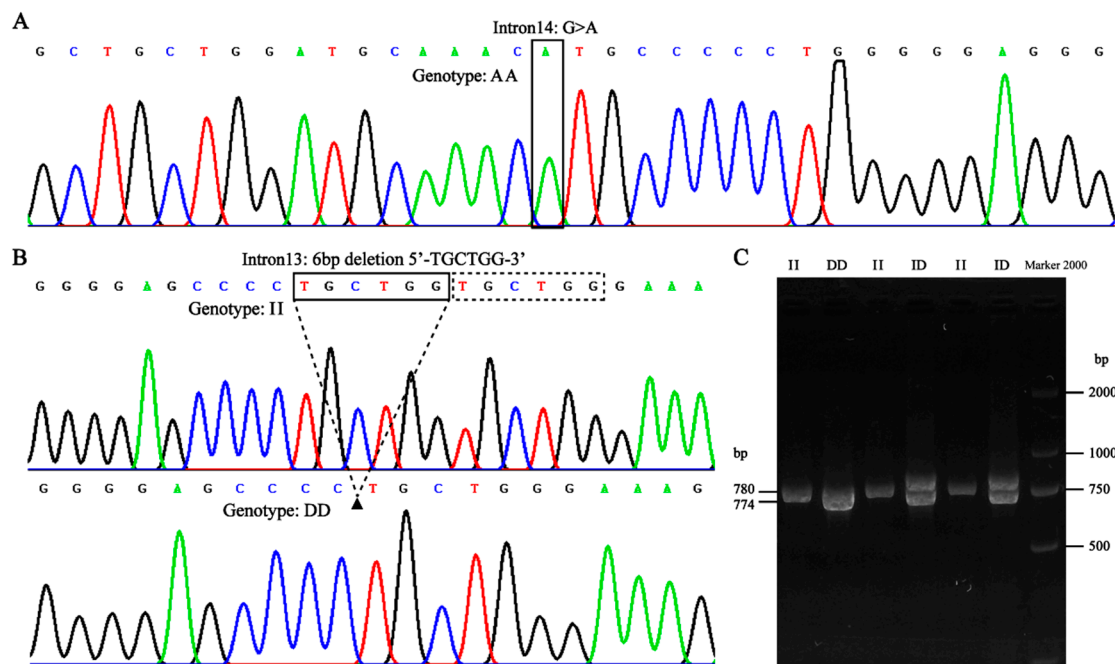 A
Intron14: G>A
G C T G C T G G A T G C A A A C A T G C C C C C T G G G G G A G G G
Genotype: AA
B
Intron13: 6bp deletion 5’-TGCTGG-3’
G G G G A G C C C C T G C T G G T G C T G G G A A A
Genotype: II
G G G G A G C C C C T G C T G G G A A A G
Genotype: DD
C
II DD II ID II ID Marker 2000
bp
2000
1000
bp
780
750
774
500